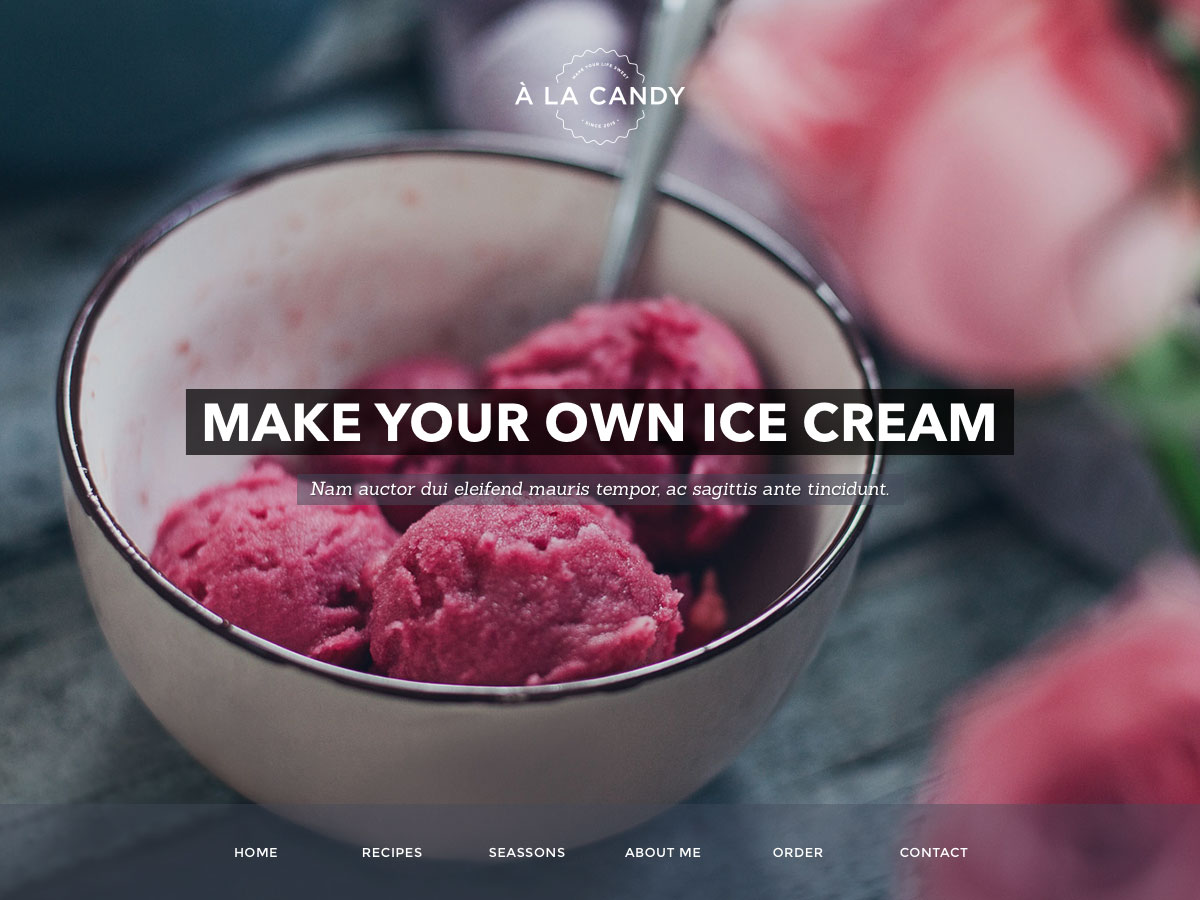 MAKE YOUR LIFE SWEET
À LA CANDY
• SINCE 2010 •
MAKE YOUR OWN ICE CREAM
Nam auctor dui eleifend mauris tempor, ac sagittis ante tincidunt.
HOME RECIPES SEASSONS ABOUT ME ORDER CONTACT